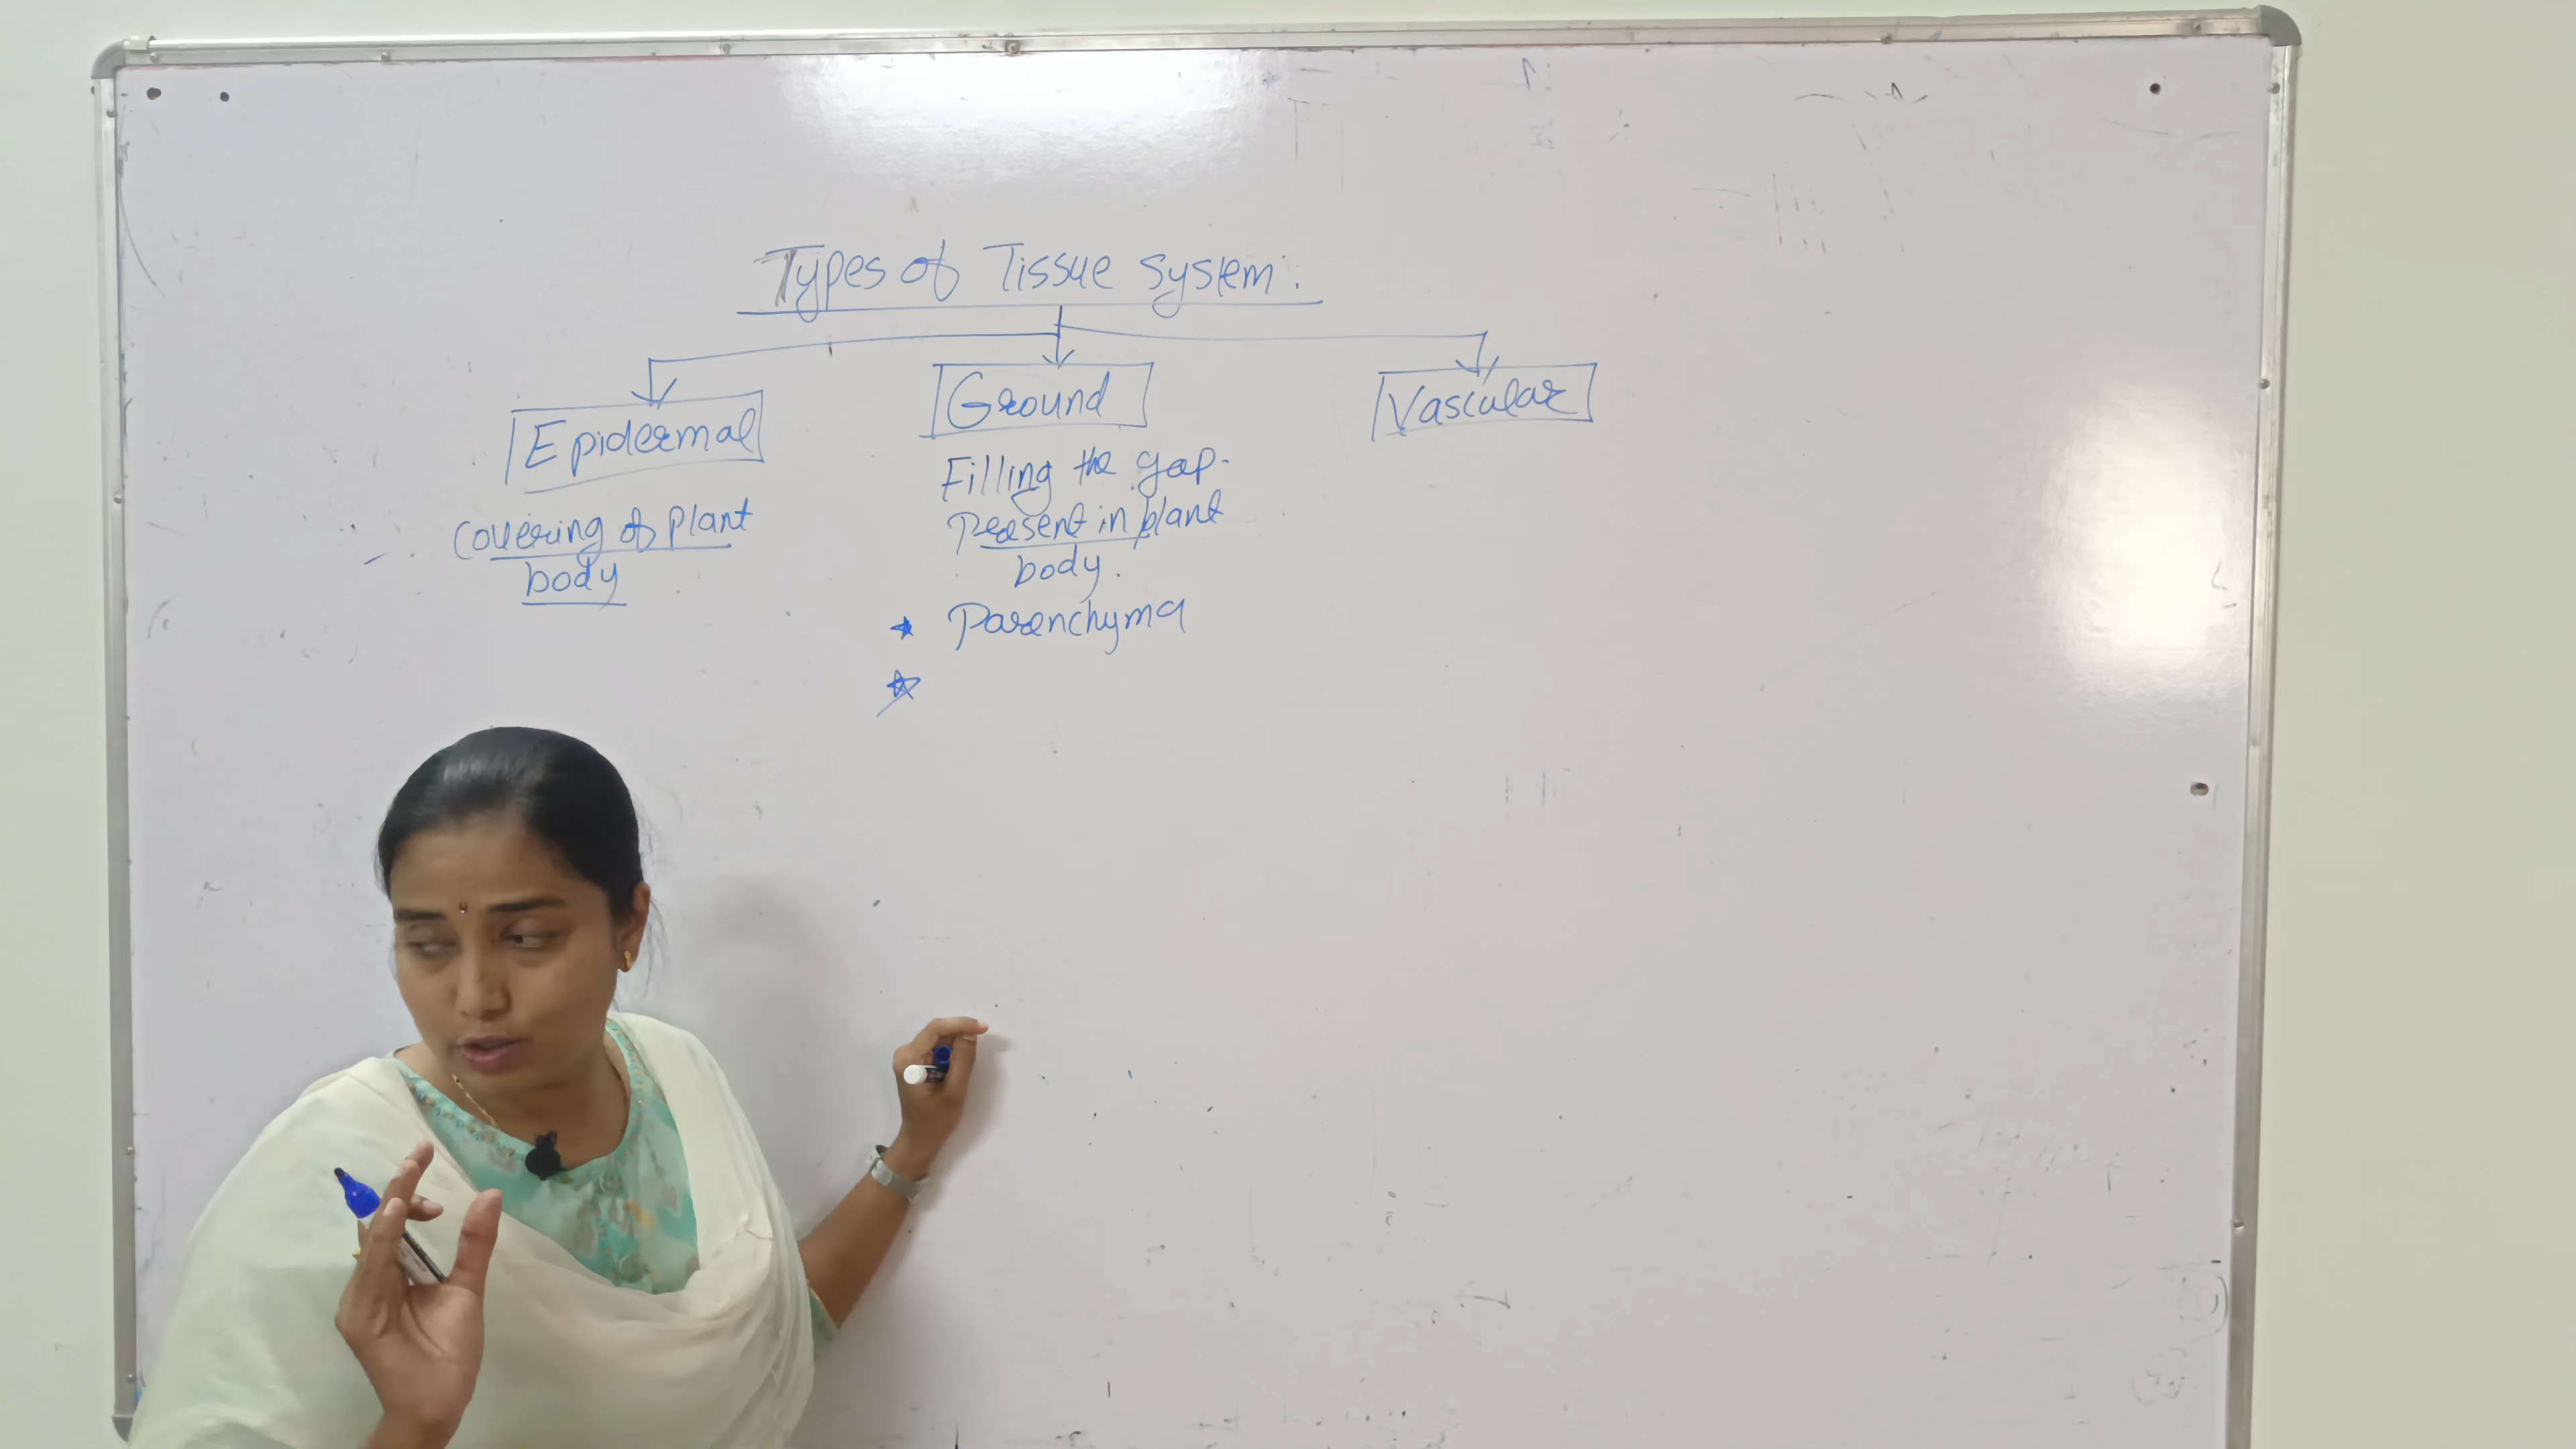 Types of Tissue system.
Epidermal
Ground
Vascular
Covering of plant
body
Filling the gap.
Present in plant
body.
★ Parenchyma
★